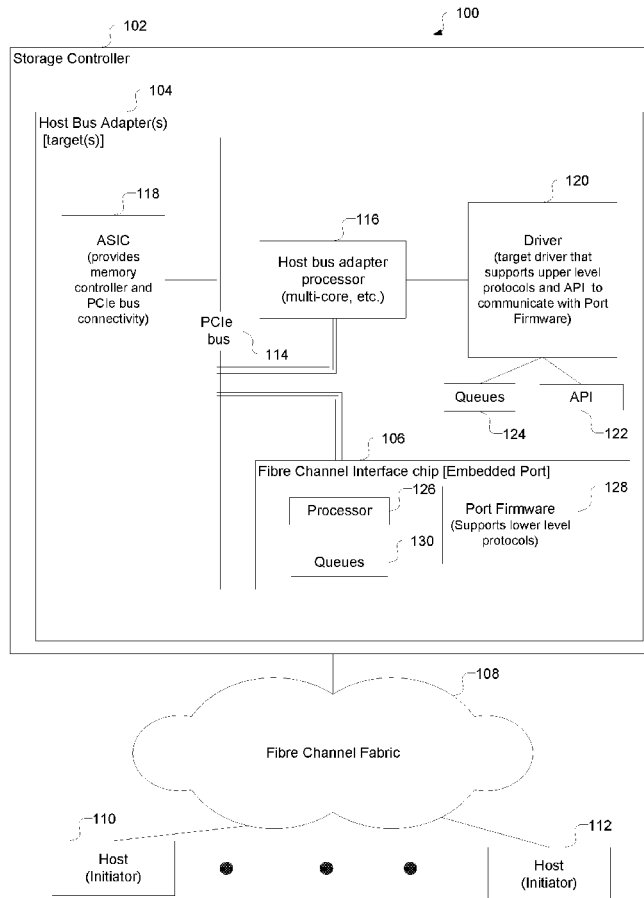 100
102
Storage Controller
104
Host Bus Adapter(s)
[target(s)]
118
ASIC
(provides
memory
controller and
PCIe bus
connectivity)
116
Host bus adapter
processor
(multi-core, etc.)
120
Driver
(target driver that
supports upper level
protocols and API to
communicate with Port
Firmware)
PCIe
bus
114
Queues
124
API
122
106
Fibre Channel Interface chip [Embedded Port]
126
Processor
128
Port Firmware
(Supports lower level
protocols)
130
Queues
108
Fibre Channel Fabric
110
Host
(Initiator)
112
Host
(Initiator)